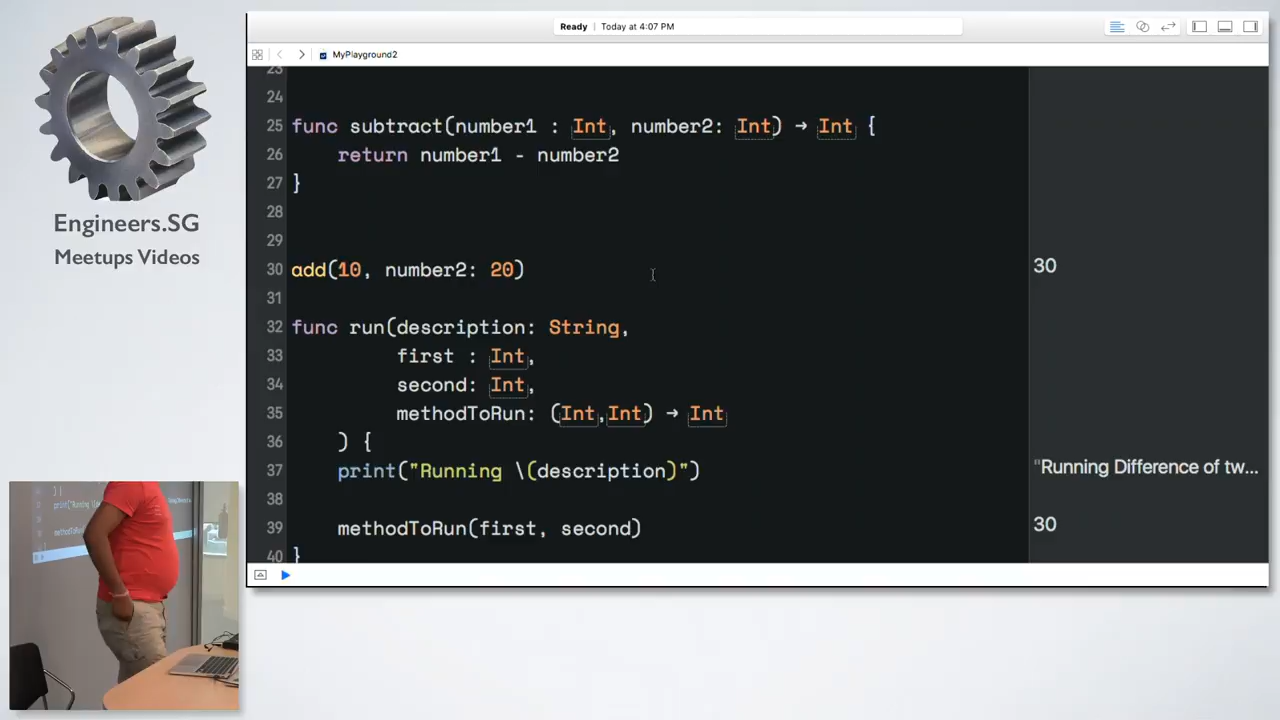 Engineers.SG
Meetups Videos
Ready | Today at 4:07 PM
MyPlayground2
23
24
25 func subtract(number1 : Int, number2: Int) → Int {
26 return number1 - number2
27 }
28
29
30 add(10, number2: 20)
30
31
32 func run(description: String,
33 first : Int,
34 second: Int,
35 methodToRun: (Int,Int) → Int
36 ) {
37 print("Running \(description)")
"Running Difference of tw...
38
39 methodToRun(first, second)
30
40 }